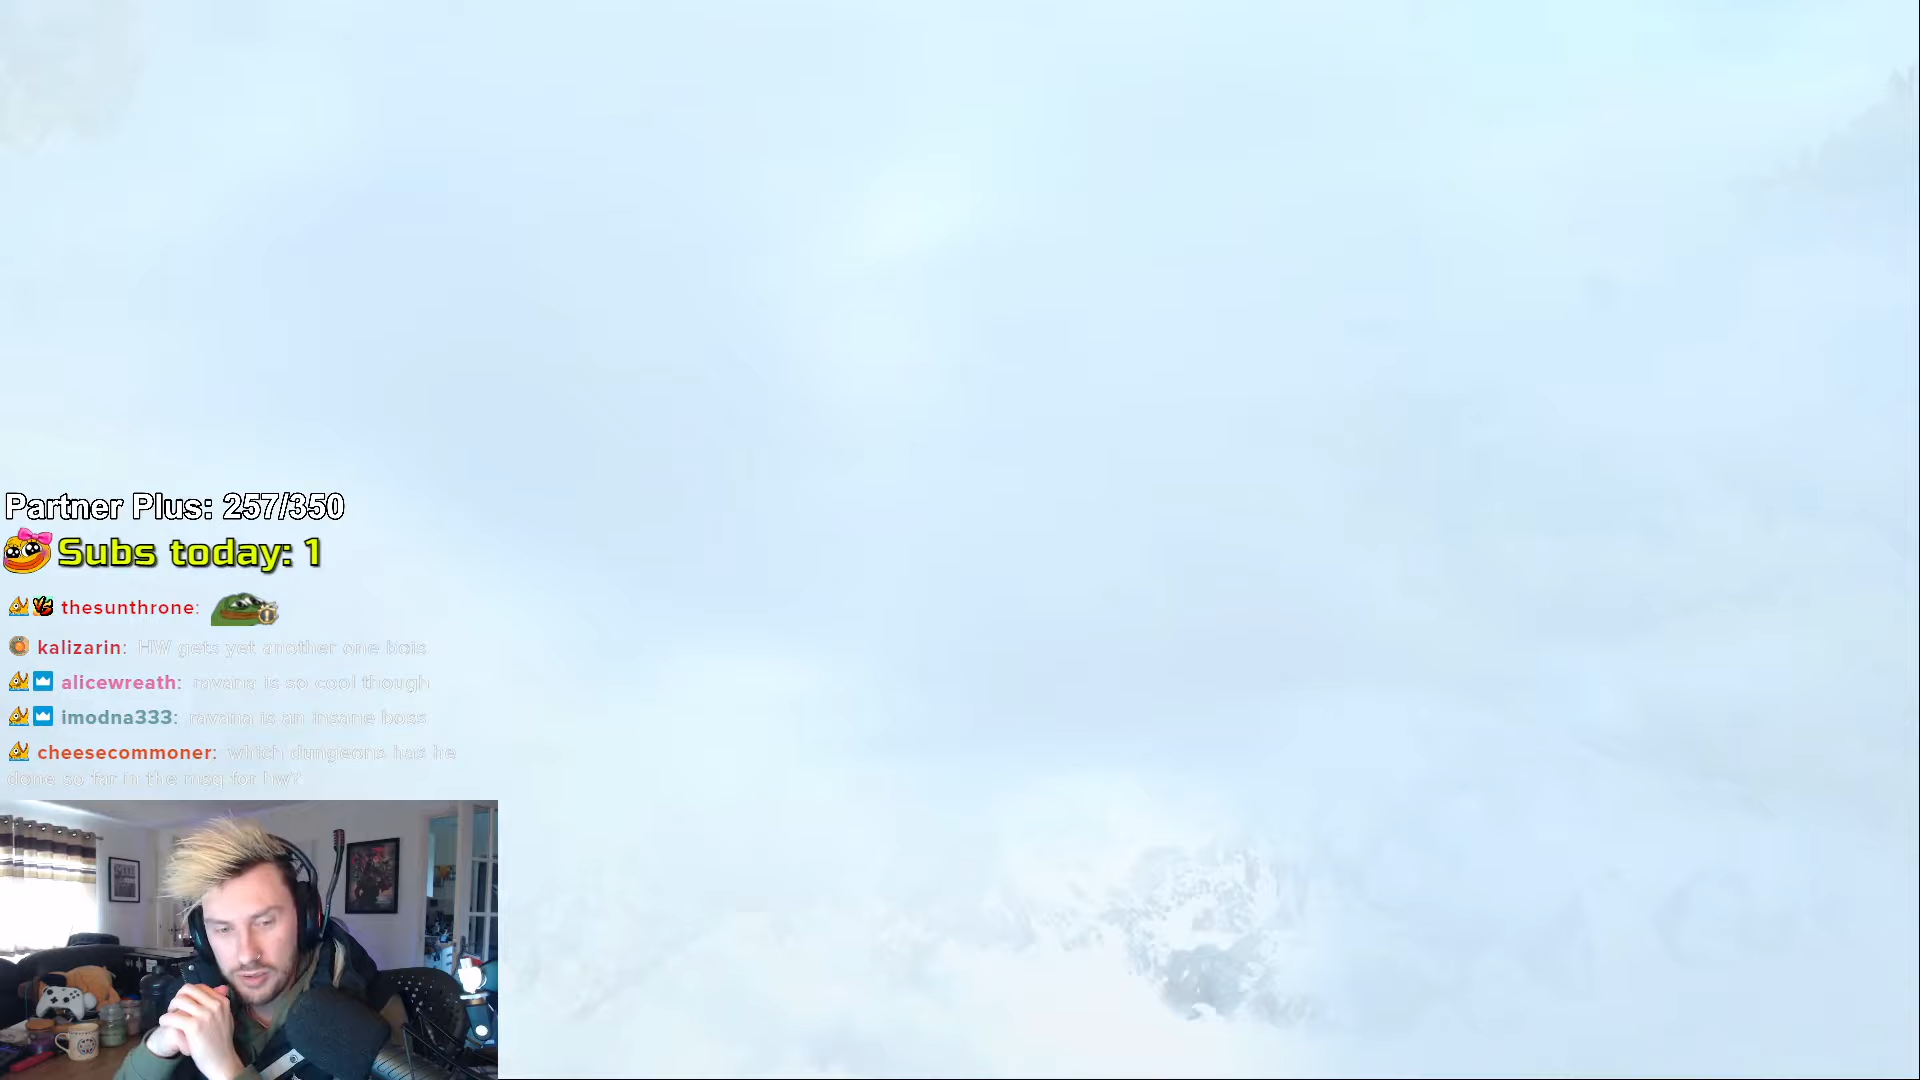 Partner Plus: 257/350
Subs today: 1
thesunthrone:
kalizarin: HW gets yet another one bois
alicewreath: ravana is so cool though
imodna333: ravana is an insane boss
cheesecommoner: which dungeons has he
done so far in the msq for hw?